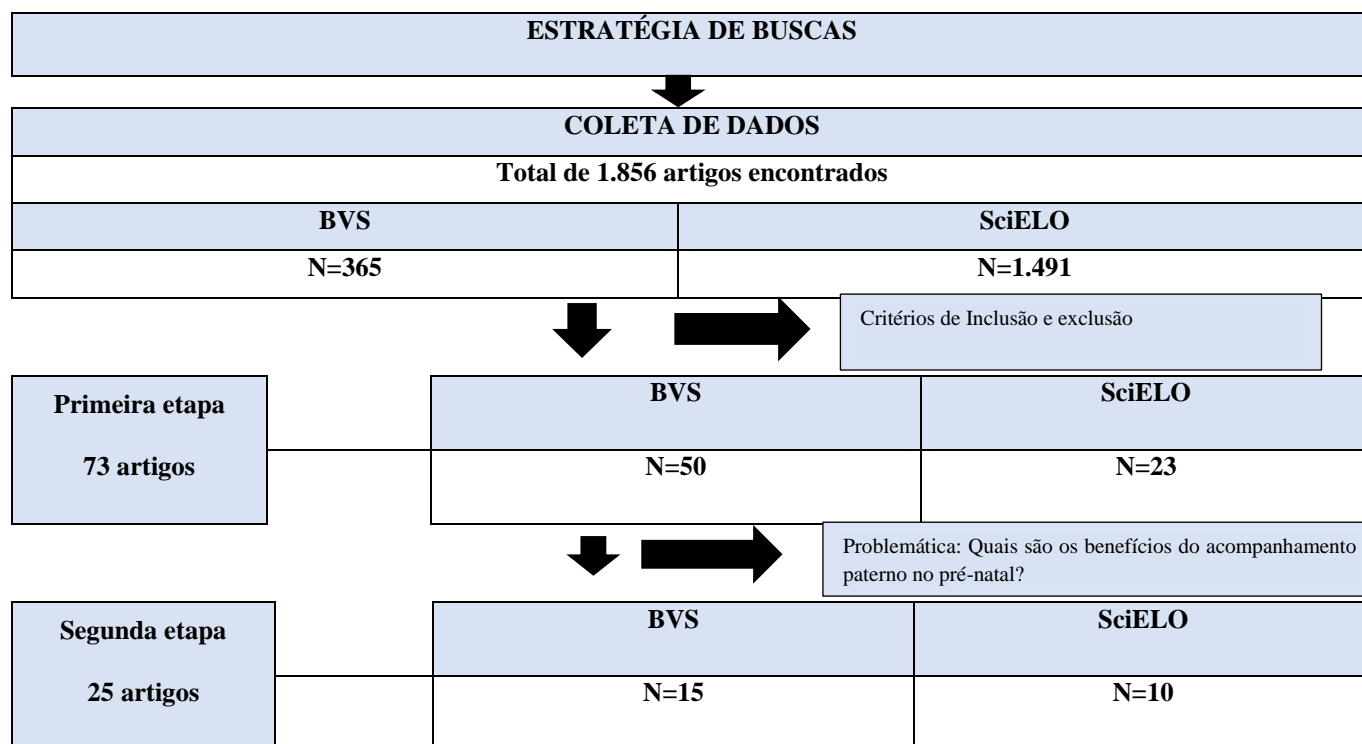 ESTRATÉGIA DE BUSCAS
COLETA DE DADOS
Total de 1.856 artigos encontrados
BVS
SciELO
N=365
N=1.491
Critérios de Inclusão e exclusão
Primeira etapa
73 artigos
BVS
SciELO
N=50
N=23
Problemática: Quais são os benefícios do acompanhamento
paterno no pré-natal?
Segunda etapa
25 artigos
BVS
SciELO
N=15
N=10